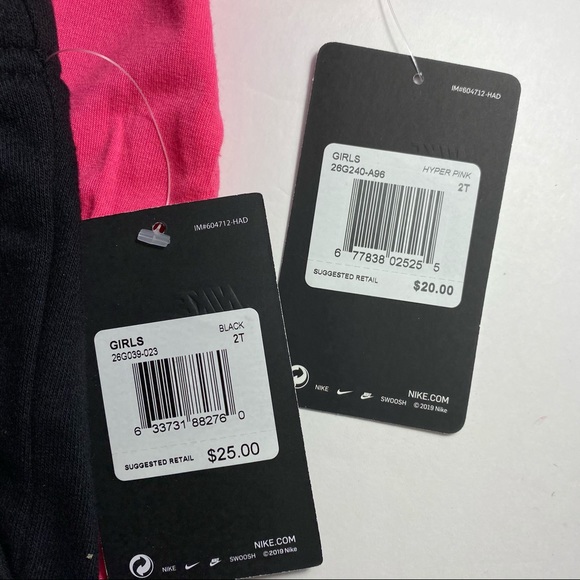 IM#604712-HAD
GIRLS
HYPER PINK
26G240-A96
2T
6 77838 02525 5
SUGGESTED RETAIL
$20.00
NIKE
SWOOSH
NIKE.COM
©2019 Nike
IM#604712-HAD
NIKE
GIRLS
BLACK
26G039-023
2T
6 33731 88276 0
SUGGESTED RETAIL
$25.00
NIKE
SWOOSH
NIKE.COM
©2019 Nike